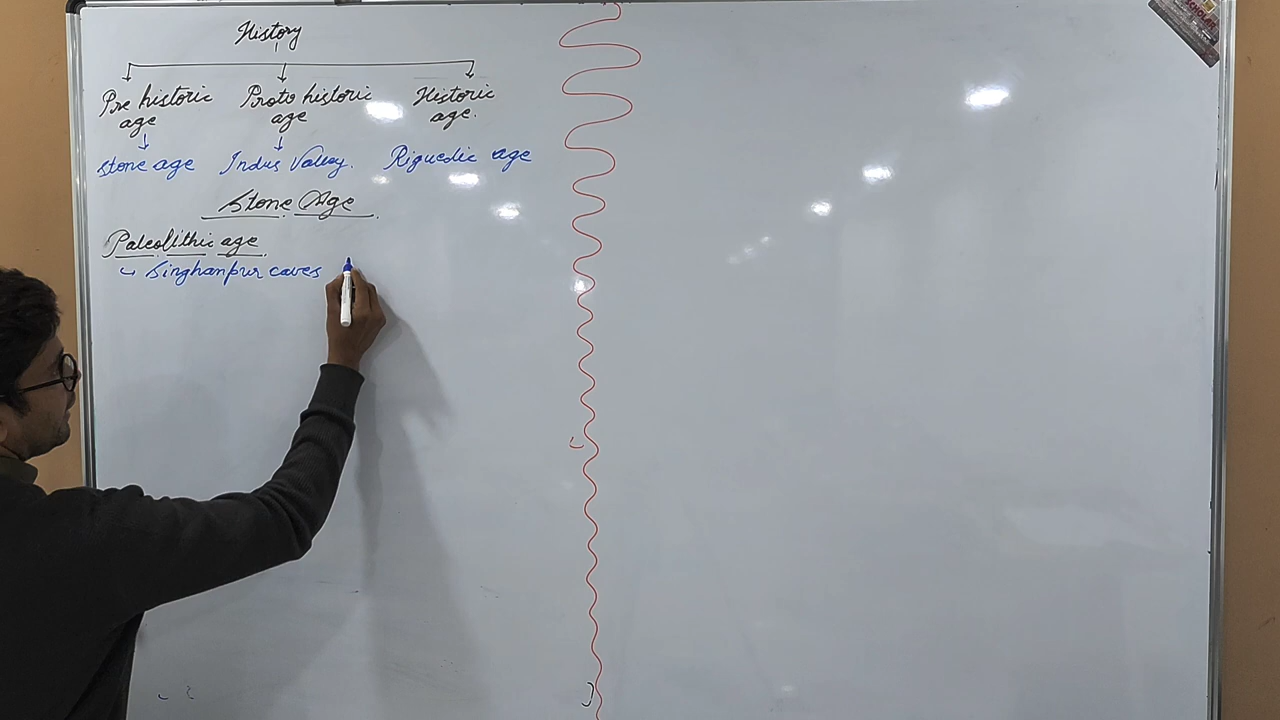 History
Pre historic age
Proto historic age
Historic age.
Stone age
Indus Valley.
Rigvedic age
Stone Age
Paleolithic age
Singhanpur caves
SCHOLAR